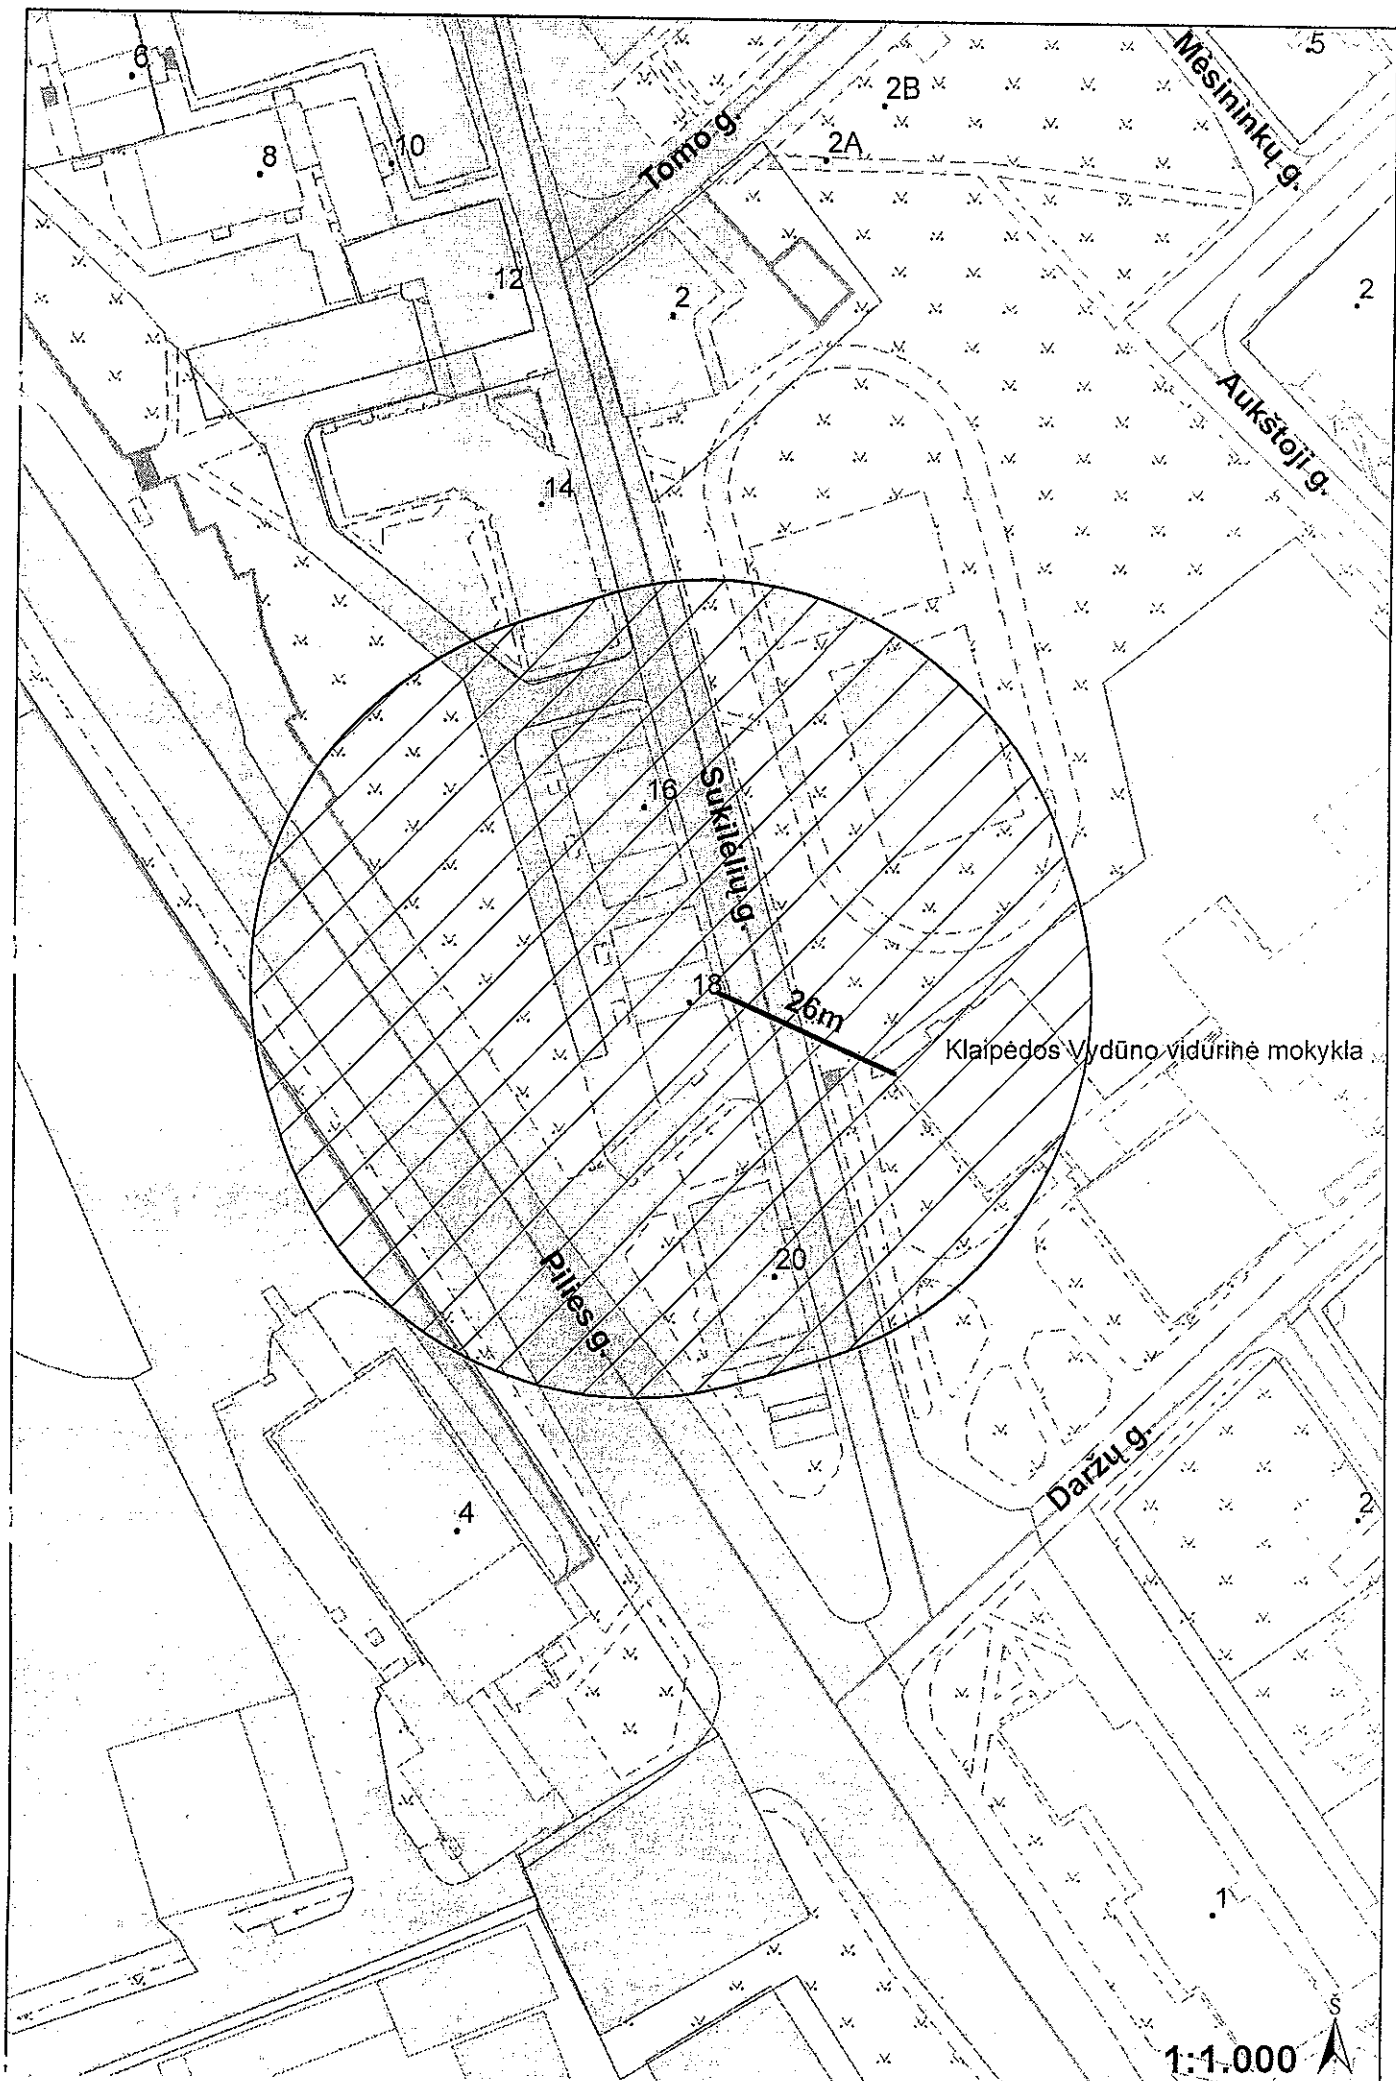 6
5
Mėsininkų g.
2B
Tomo g.
2A
8
10
12
2
2
Aukštoji g.
14
16
Sukilėlių g.
18
26m
Klaipėdos Vydūno vidurinė mokykla
20
Pilies g.
Daržų g.
4
2
1
Š
1:1.000